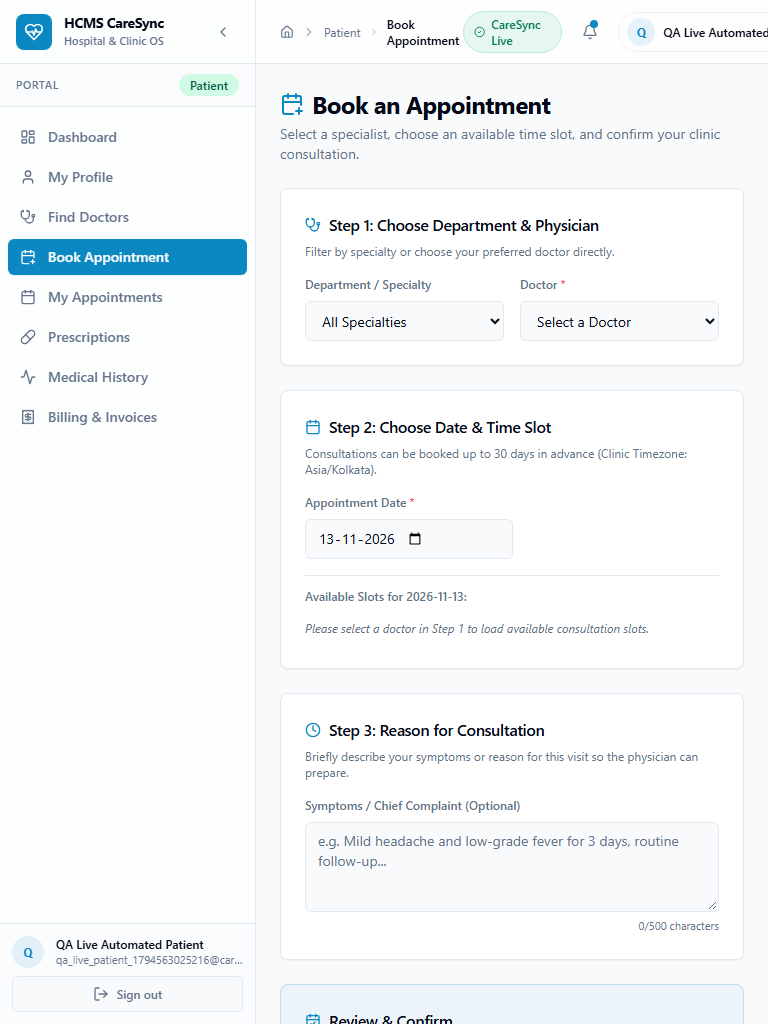 HCMS CareSync
Hospital & Clinic OS
PORTAL
Patient
Dashboard
My Profile
Find Doctors
Book Appointment
My Appointments
Prescriptions
Medical History
Billing & Invoices
Q
QA Live Automated Patient
qa_live_patient_1794563025216@car...
Sign out
Patient
Book
Appointment
CareSync
Live
Q
QA Live Automated
Book an Appointment
Select a specialist, choose an available time slot, and confirm your clinic
consultation.
Step 1: Choose Department & Physician
Filter by specialty or choose your preferred doctor directly.
Department / Specialty
Doctor *
All Specialties
Select a Doctor
Step 2: Choose Date & Time Slot
Consultations can be booked up to 30 days in advance (Clinic Timezone:
Asia/Kolkata).
Appointment Date *
13-11-2026
Available Slots for 2026-11-13:
Please select a doctor in Step 1 to load available consultation slots.
Step 3: Reason for Consultation
Briefly describe your symptoms or reason for this visit so the physician can
prepare.
Symptoms / Chief Complaint (Optional)
e.g. Mild headache and low-grade fever for 3 days, routine
follow-up...
0/500 characters
Review & Confirm